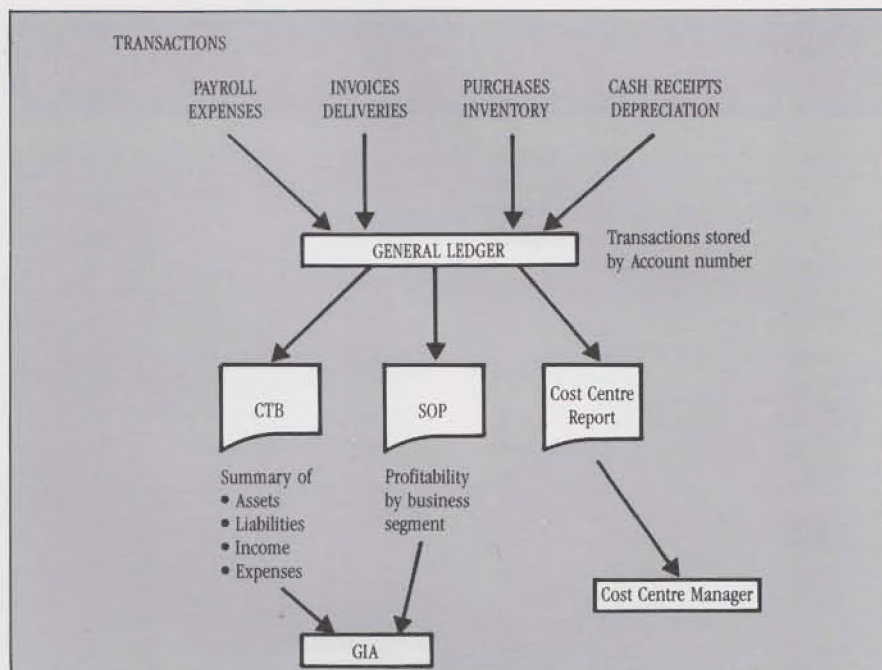 TRANSACTIONS
PAYROLL
EXPENSES
INVOICES
DELIVERIES
PURCHASES
INVENTORY
CASH RECEIPTS
DEPRECIATION
GENERAL LEDGER
Transactions stored
by Account number
CTB
SOP
Cost Centre
Report
Summary of
• Assets
• Liabilities
• Income
• Expenses
Profitability
by business
segment
Cost Centre Manager
GIA